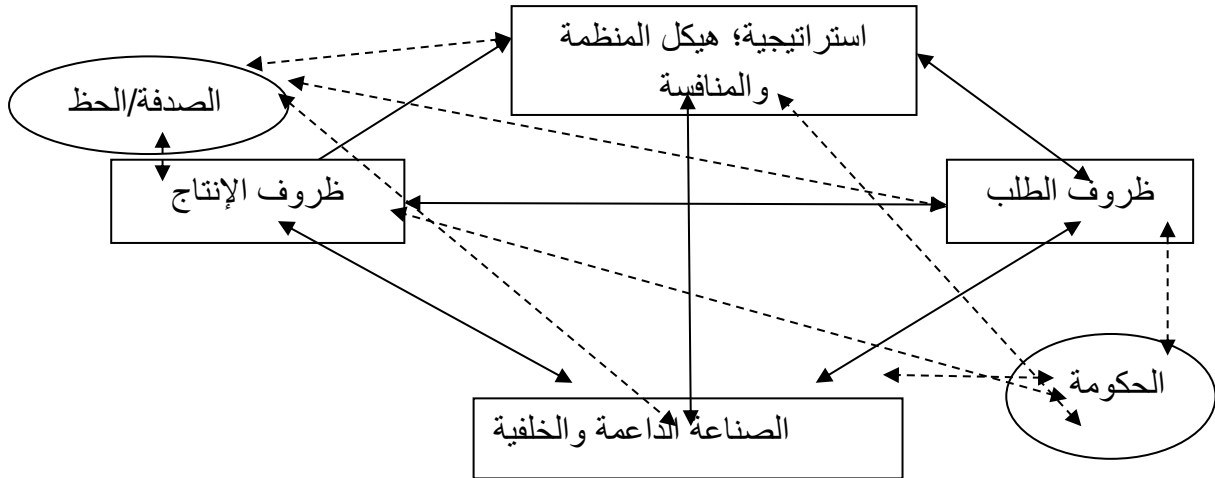 استراتيجية؛ هيكل المنظمة
والمنافسة
الصدفة/الحظ
ظروف الطلب
ظروف الإنتاج
الحكومة
الصناعة الداعمة والخلفية